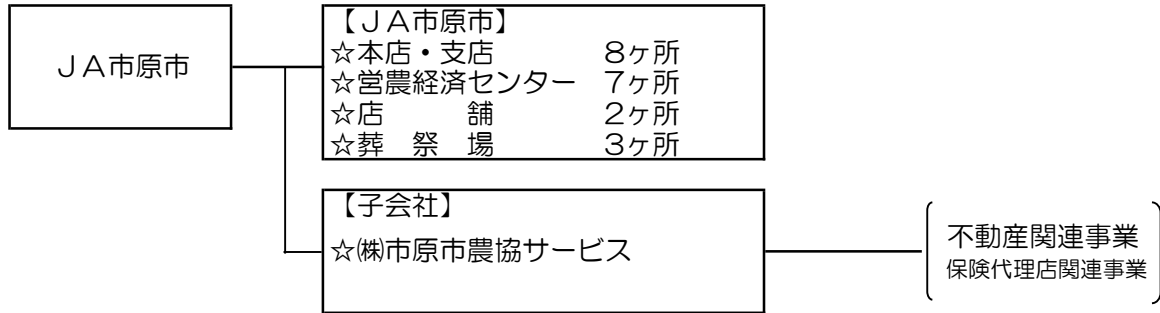 ＪＡ市原市
【ＪＡ市原市】
☆本店・支店　　　　８ヶ所
☆営農経済センター　７ヶ所
☆店　　　舗　　　　２ヶ所
☆葬　祭　場　　　　３ヶ所
【子会社】
☆㈱市原市農協サービス
不動産関連事業
保険代理店関連事業